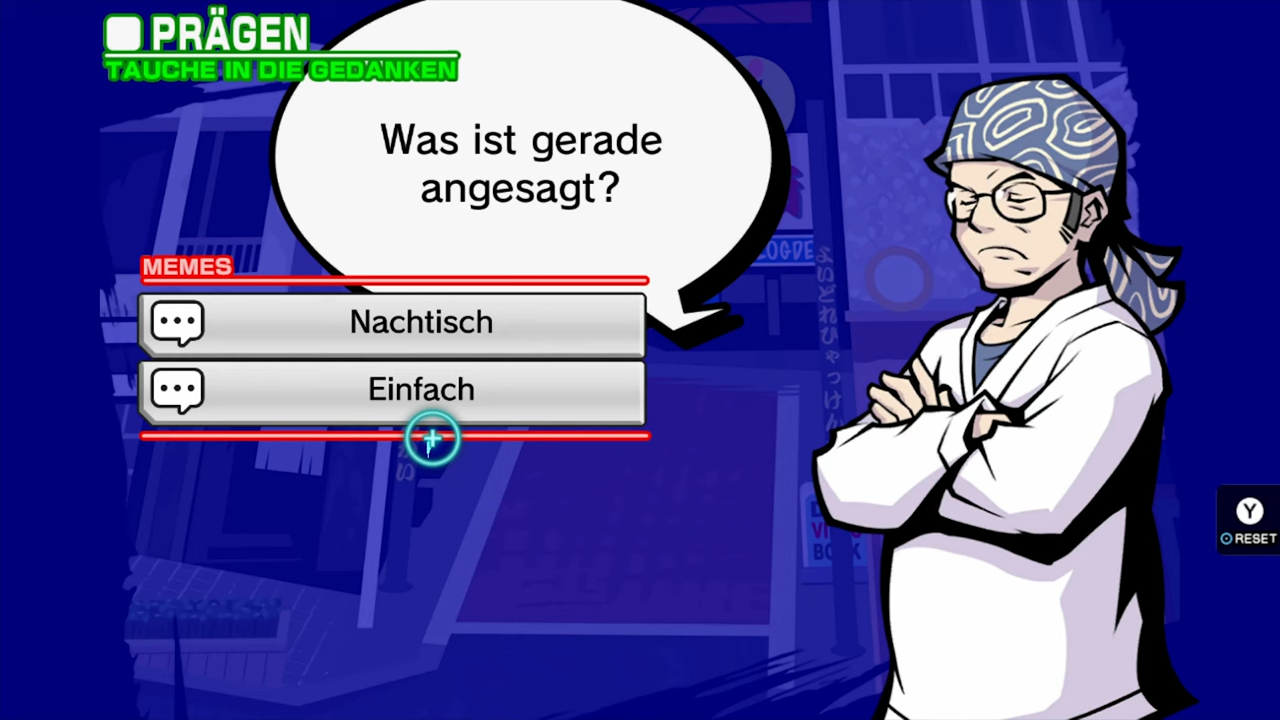 PRÄGEN
TAUCHE IN DIE GEDANKEN
Was ist gerade
angesagt?
MEMES
Nachtisch
Einfach
Y
RESET